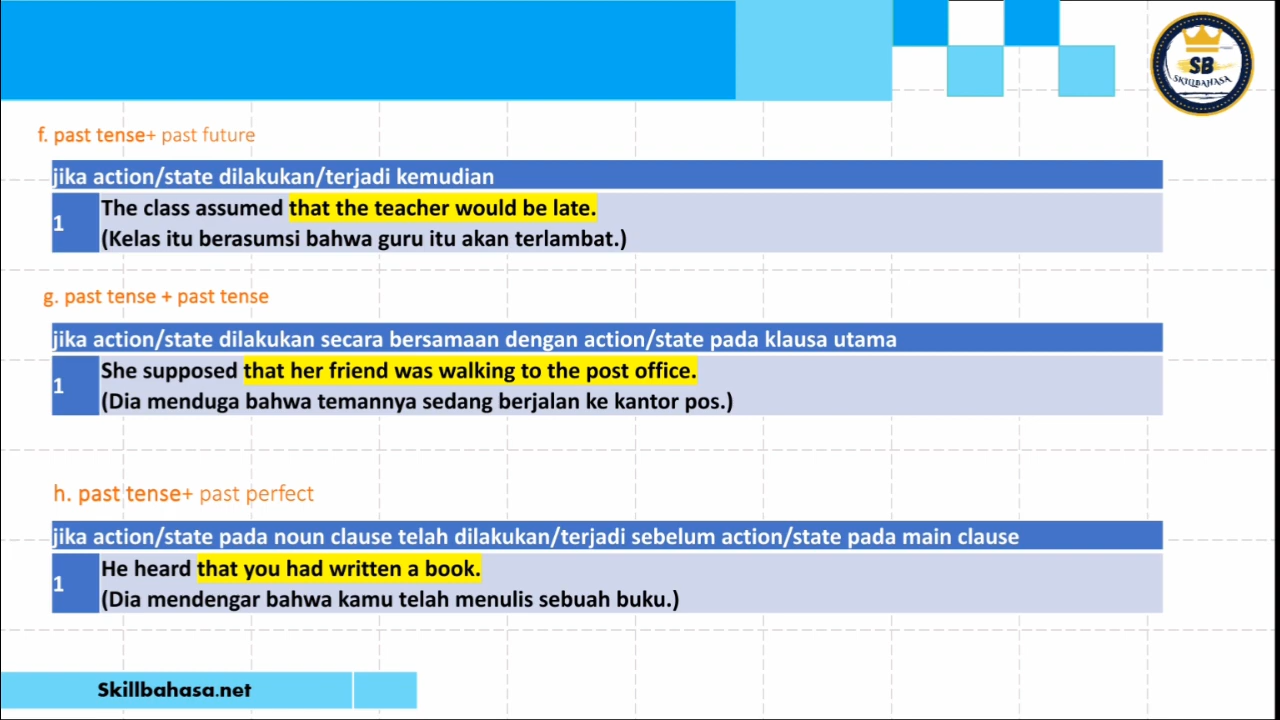 SB
SKILLBAHASA
f. past tense+ past future
jika action/state dilakukan/terjadi kemudian
1
The class assumed that the teacher would be late.
(Kelas itu berasumsi bahwa guru itu akan terlambat.)
g. past tense + past tense
jika action/state dilakukan secara bersamaan dengan action/state pada klausa utama
1
She supposed that her friend was walking to the post office.
(Dia menduga bahwa temannya sedang berjalan ke kantor pos.)
h. past tense+ past perfect
jika action/state pada noun clause telah dilakukan/terjadi sebelum action/state pada main clause
1
He heard that you had written a book.
(Dia mendengar bahwa kamu telah menulis sebuah buku.)
Skillbahasa.net